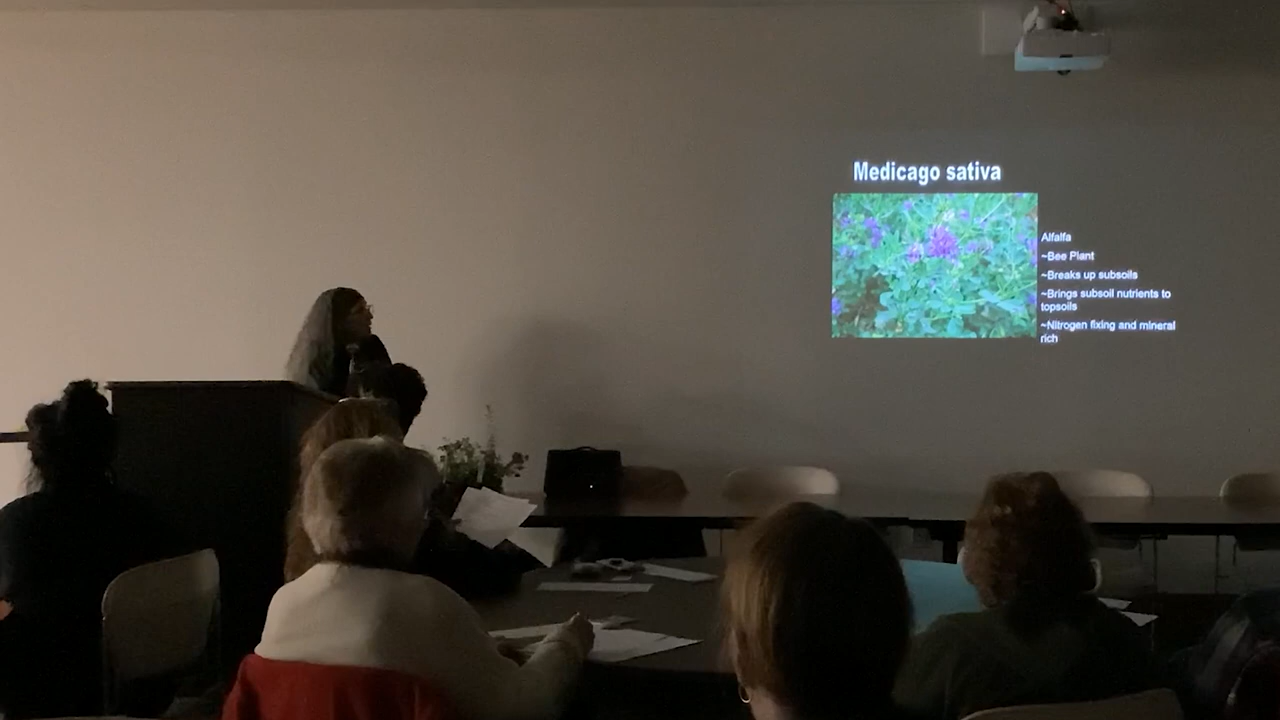 Medicago sativa
Alfalfa
~Bee Plant
~Breaks up subsoils
~Brings subsoil nutrients to
topsoils
~Nitrogen fixing and mineral
rich